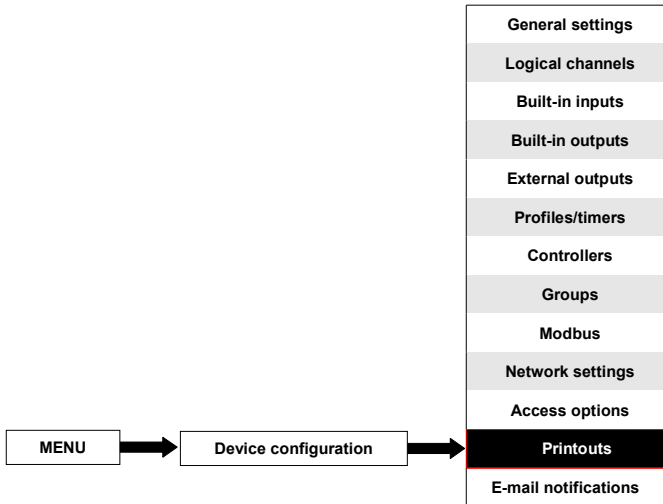 General settings
Logical channels
Built-in inputs
Built-in outputs
External outputs
Profiles/timers
Controllers
Groups
Modbus
Network settings
Access options
MENU
Device configuration
Printouts
E-mail notifications